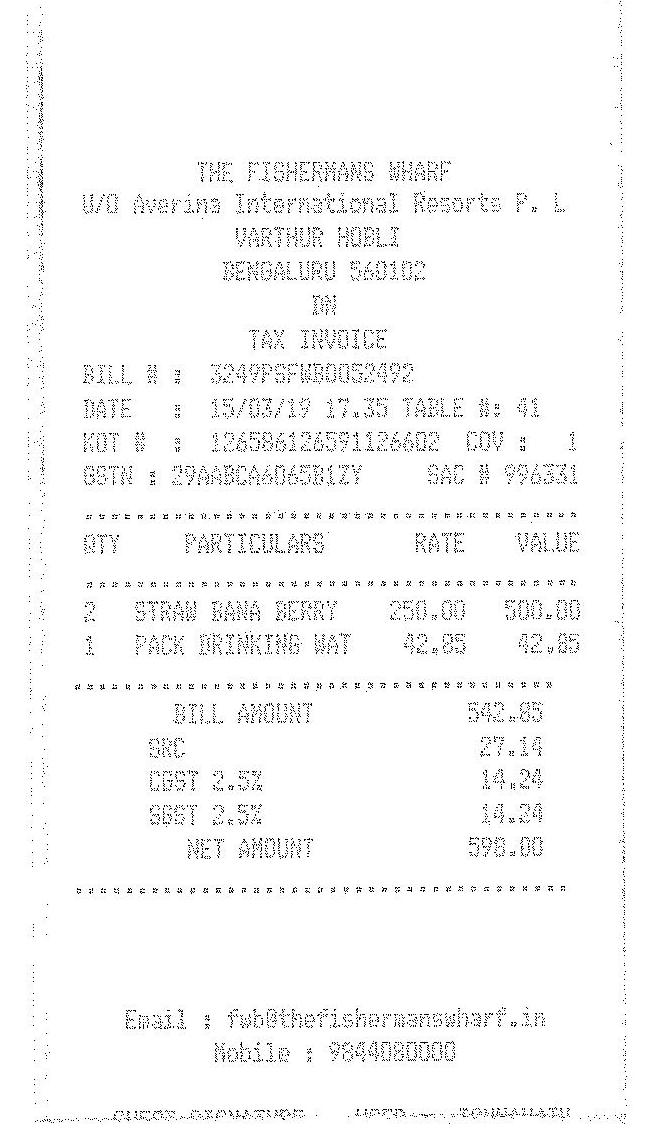 THE FISHERMANS WHARF
U/O Averina International Resorts P. L
VARTHUR HOBLI
BENGALURU 560102
DN
TAX INVOICE
BILL # : 3249PSFWB0052492
DATE : 15/03/19 17.35 TABLE #: 41
KOT # : 126586126591126602 COV : 1
GSTN : 29AABCA6065B1ZY SAC # 996331
QTY PARTICULARS RATE VALUE
2 STRAW BANA BERRY 250.00 500.00
1 PACK DRINKING WAT 42.85 42.85
BILL AMOUNT 542.85
SRC 27.14
CGST 2.5% 14.24
SGST 2.5% 14.24
NET AMOUNT 598.00
Email : fwb@thefishermanswharf.in
Mobile : 9844080000